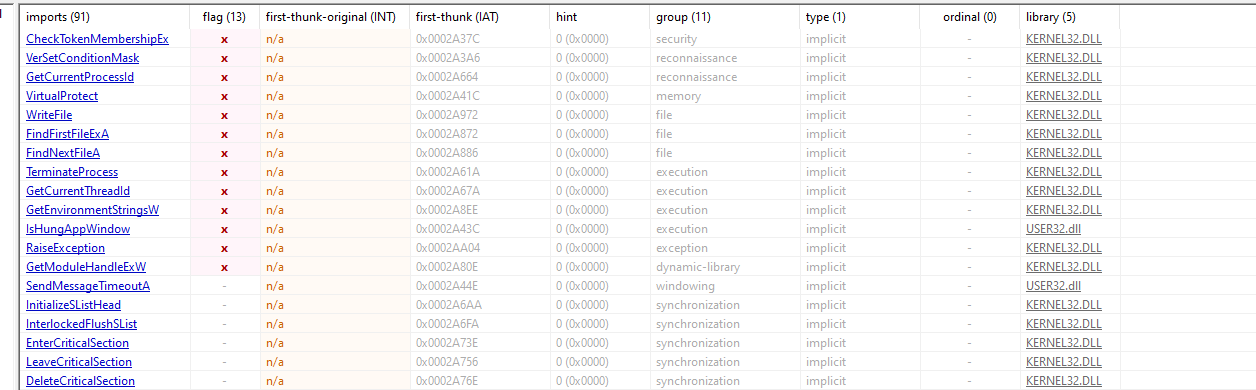 imports (91) flag (13) first-thunk-original (INT) first-thunk (IAT) hint group (11) type (1) ordinal (0) library (5)
CheckTokenMembershipEx x n/a 0x0002A37C 0 (0x0000) security implicit - KERNEL32.DLL
VerSetConditionMask x n/a 0x0002A3A6 0 (0x0000) reconnaissance implicit - KERNEL32.DLL
GetCurrentProcessId x n/a 0x0002A664 0 (0x0000) reconnaissance implicit - KERNEL32.DLL
VirtualProtect x n/a 0x0002A41C 0 (0x0000) memory implicit - KERNEL32.DLL
WriteFile x n/a 0x0002A972 0 (0x0000) file implicit - KERNEL32.DLL
FindFirstFileExA x n/a 0x0002A872 0 (0x0000) file implicit - KERNEL32.DLL
FindNextFileA x n/a 0x0002A886 0 (0x0000) file implicit - KERNEL32.DLL
TerminateProcess x n/a 0x0002A61A 0 (0x0000) execution implicit - KERNEL32.DLL
GetCurrentThreadId x n/a 0x0002A67A 0 (0x0000) execution implicit - KERNEL32.DLL
GetEnvironmentStringsW x n/a 0x0002A8EE 0 (0x0000) execution implicit - KERNEL32.DLL
IsHungAppWindow x n/a 0x0002A43C 0 (0x0000) execution implicit - USER32.dll
RaiseException x n/a 0x0002AA04 0 (0x0000) exception implicit - KERNEL32.DLL
GetModuleHandleExW x n/a 0x0002A80E 0 (0x0000) dynamic-library implicit - KERNEL32.DLL
SendMessageTimeoutA - n/a 0x0002A44E 0 (0x0000) windowing implicit - USER32.dll
InitializeSListHead - n/a 0x0002A6AA 0 (0x0000) synchronization implicit - KERNEL32.DLL
InterlockedFlushSList - n/a 0x0002A6FA 0 (0x0000) synchronization implicit - KERNEL32.DLL
EnterCriticalSection - n/a 0x0002A73E 0 (0x0000) synchronization implicit - KERNEL32.DLL
LeaveCriticalSection - n/a 0x0002A756 0 (0x0000) synchronization implicit - KERNEL32.DLL
DeleteCriticalSection - n/a 0x0002A76E 0 (0x0000) synchronization implicit - KERNEL32.DLL